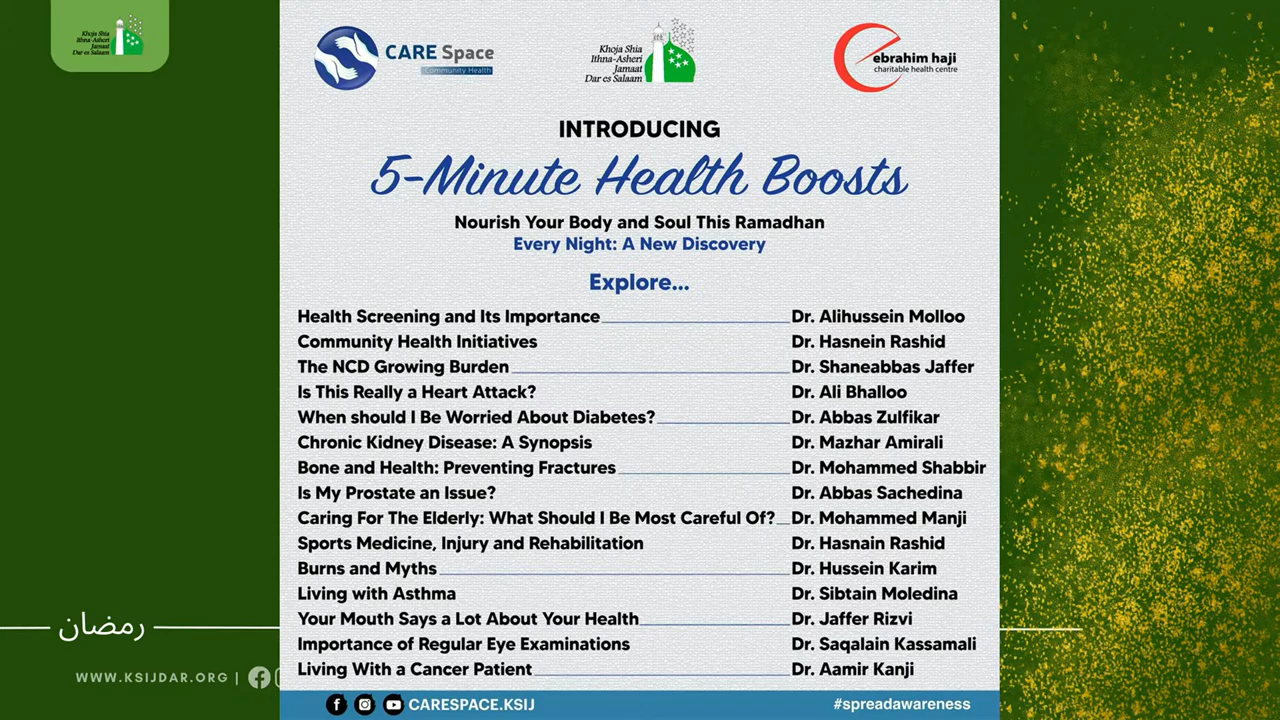 Khoja Shia
Ithna-Asheri
Jamaat
Dar es Salaam
CARE Space
Community Health
Khoja Shia
Ithna-Asheri
Jamaat
Dar es Salaam
ebrahim haji
charitable health centre
INTRODUCING
5-Minute Health Boosts
Nourish Your Body and Soul This Ramadhan
Every Night: A New Discovery
Explore...
Health Screening and Its Importance Dr. Alihussein Molloo
Community Health Initiatives Dr. Hasnein Rashid
The NCD Growing Burden Dr. Shaneabbas Jaffer
Is This Really a Heart Attack? Dr. Ali Bhalloo
When should I Be Worried About Diabetes? Dr. Abbas Zulfikar
Chronic Kidney Disease: A Synopsis Dr. Mazhar Amirali
Bone and Health: Preventing Fractures Dr. Mohammed Shabbir
Is My Prostate an Issue? Dr. Abbas Sachedina
Caring For The Elderly: What Should I Be Most Careful Of? Dr. Mohammed Manji
Sports Medicine, Injury and Rehabilitation Dr. Hasnain Rashid
Burns and Myths Dr. Hussein Karim
Living with Asthma Dr. Sibtain Moledina
Your Mouth Says a Lot About Your Health Dr. Jaffer Rizvi
Importance of Regular Eye Examinations Dr. Saqalain Kassamali
Living With a Cancer Patient Dr. Aamir Kanji
رمضان
WWW.KSIJDAR.ORG |
CARESPACE.KSIJ
#spreadawareness